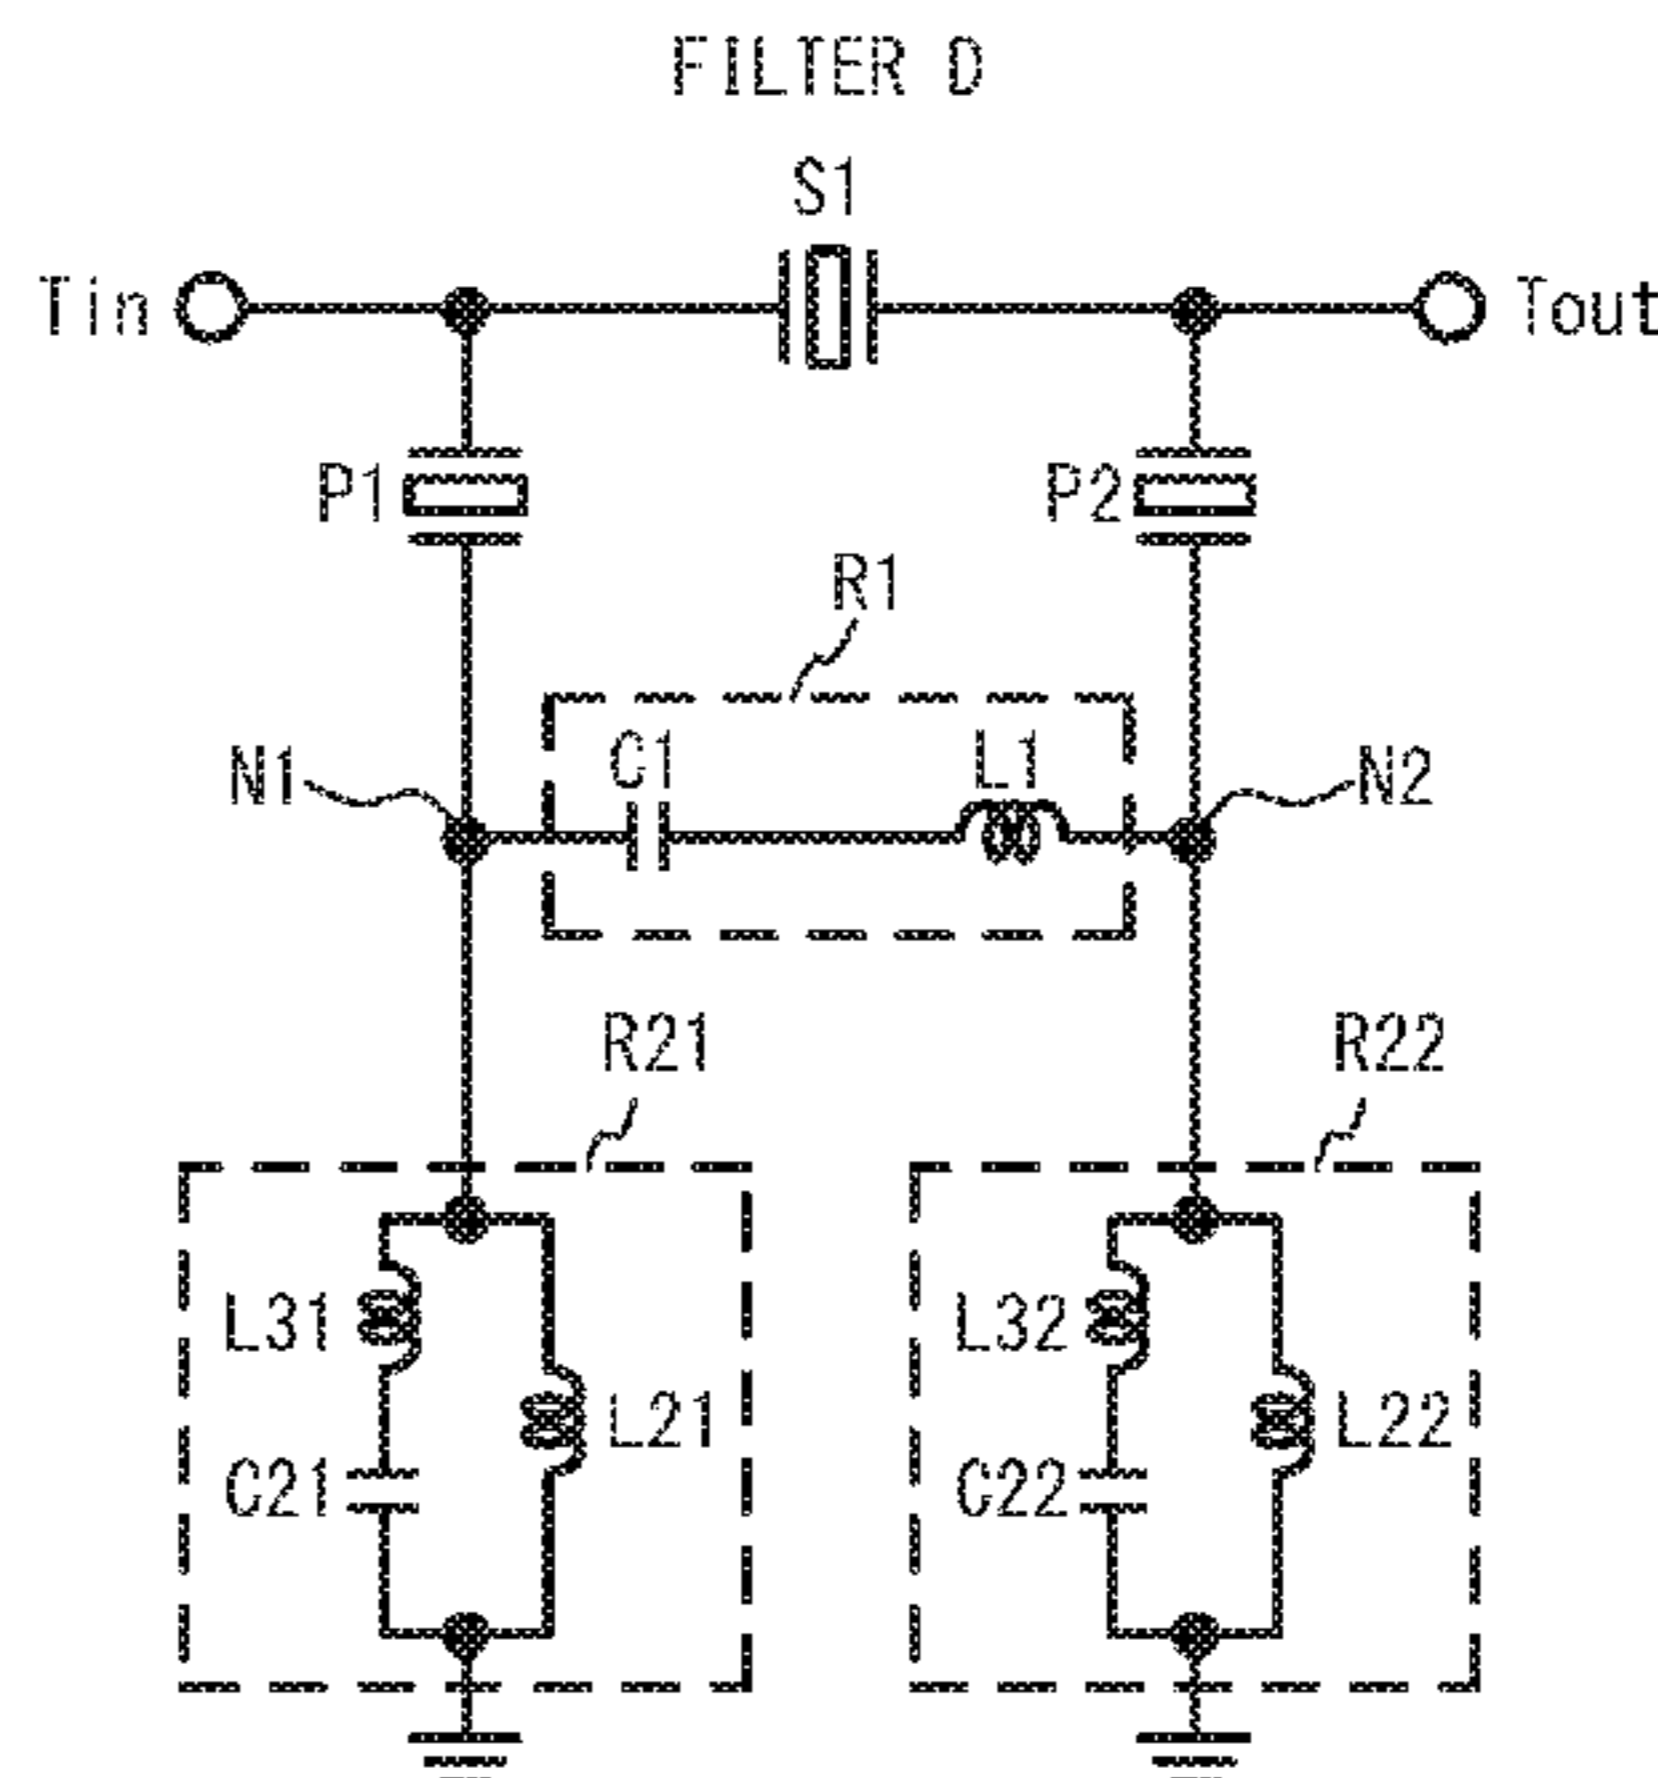 FILTER D
S1
Tin
Tout
P1
P2
R1
N1
C1
L1
N2
R21
R22
L31
L32
L21
L22
C21
C22